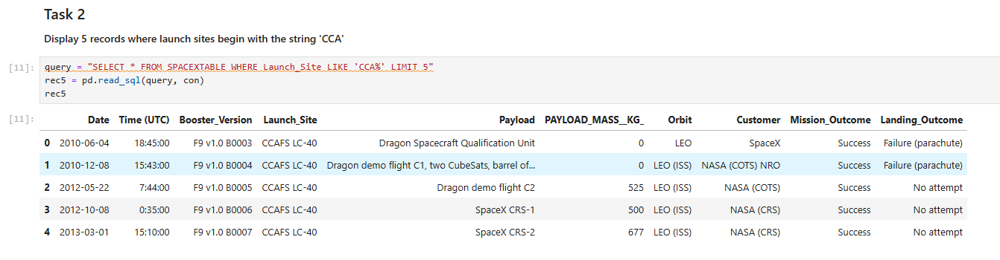 Task 2
Display 5 records where launch sites begin with the string 'CCA'
[11]: query = "SELECT * FROM SPACEXTABLE WHERE Launch_Site LIKE 'CCA%' LIMIT 5"
rec5 = pd.read_sql(query, con)
rec5
[11]: Date Time (UTC) Booster_Version Launch_Site Payload PAYLOAD_MASS__KG_ Orbit Customer Mission_Outcome Landing_Outcome
0 2010-06-04 18:45:00 F9 v1.0 B0003 CCAFS LC-40 Dragon Spacecraft Qualification Unit 0 LEO SpaceX Success Failure (parachute)
1 2010-12-08 15:43:00 F9 v1.0 B0004 CCAFS LC-40 Dragon demo flight C1, two CubeSats, barrel of... 0 LEO (ISS) NASA (COTS) NRO Success Failure (parachute)
2 2012-05-22 7:44:00 F9 v1.0 B0005 CCAFS LC-40 Dragon demo flight C2 525 LEO (ISS) NASA (COTS) Success No attempt
3 2012-10-08 0:35:00 F9 v1.0 B0006 CCAFS LC-40 SpaceX CRS-1 500 LEO (ISS) NASA (CRS) Success No attempt
4 2013-03-01 15:10:00 F9 v1.0 B0007 CCAFS LC-40 SpaceX CRS-2 677 LEO (ISS) NASA (CRS) Success No attempt